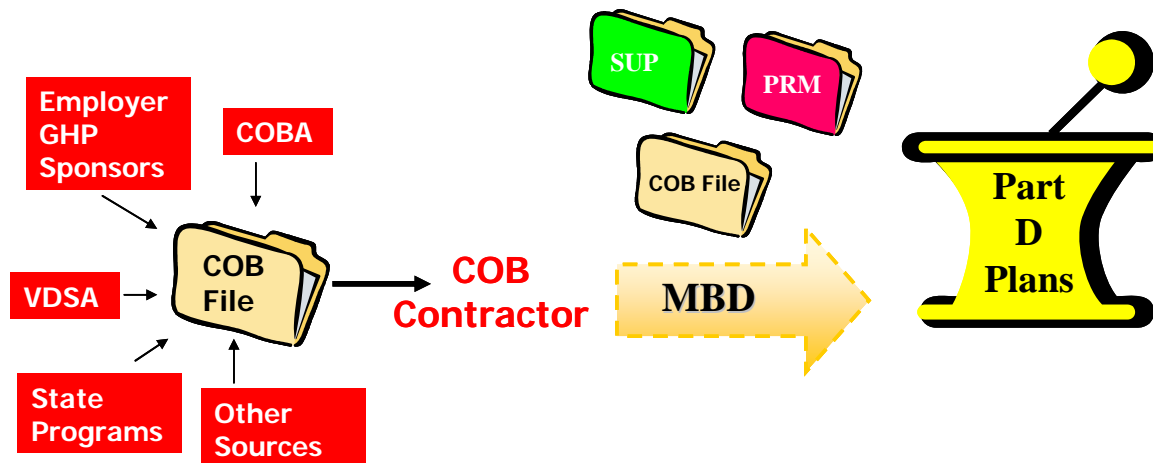 Employer
GHP
Sponsors
COBA
VDSA
COB
File
State
Programs
Other
Sources
COB
Contractor
SUP
PRM
COB File
MBD
Part
D
Plans